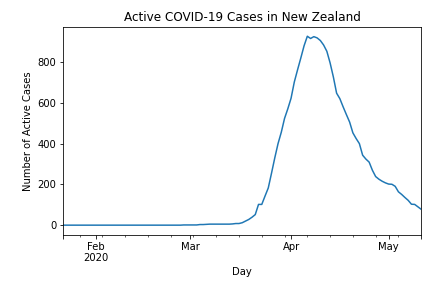 Active COVID-19 Cases in New Zealand
Number of Active Cases
800
600
400
200
0
Feb
2020
Mar
Apr
May
Day